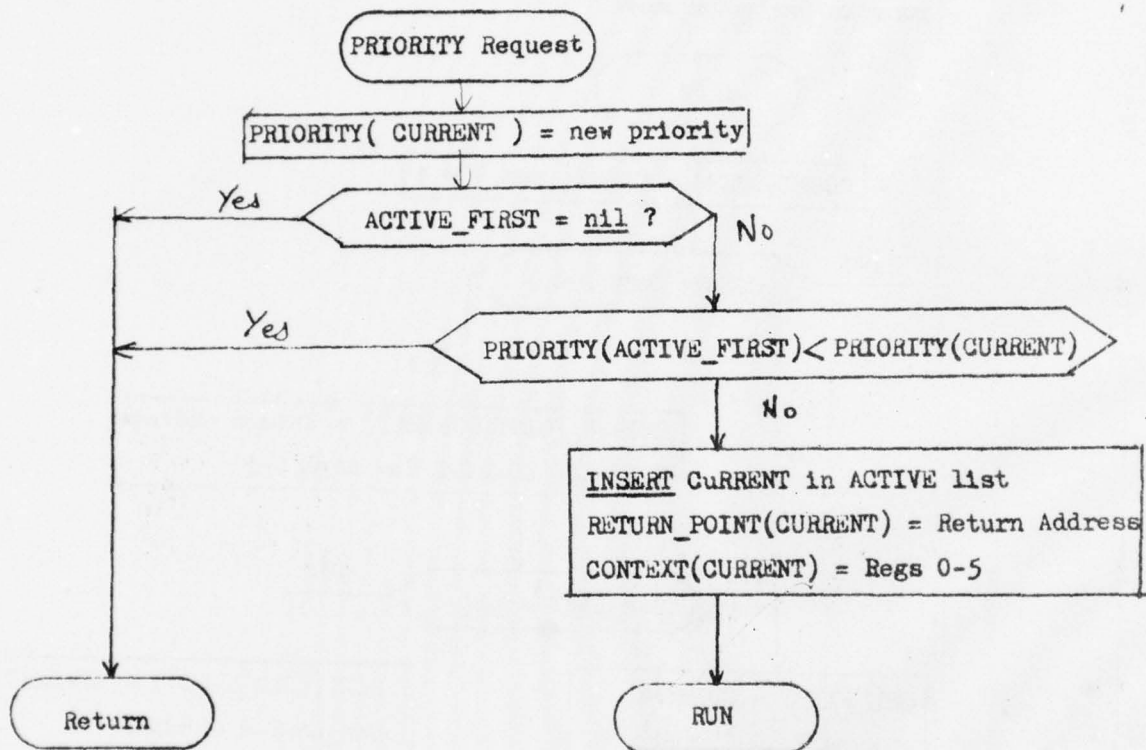 PRIORITY Request
PRIORITY( CURRENT ) = new priority
Yes
ACTIVE_FIRST = nil ?
No
Yes
PRIORITY(ACTIVE_FIRST)< PRIORITY(CURRENT)
No
INSERT CuRRENT in ACTIVE list
RETURN_POINT(CURRENT) = Return Address
CONTEXT(CURRENT) = Regs 0-5
Return
RUN